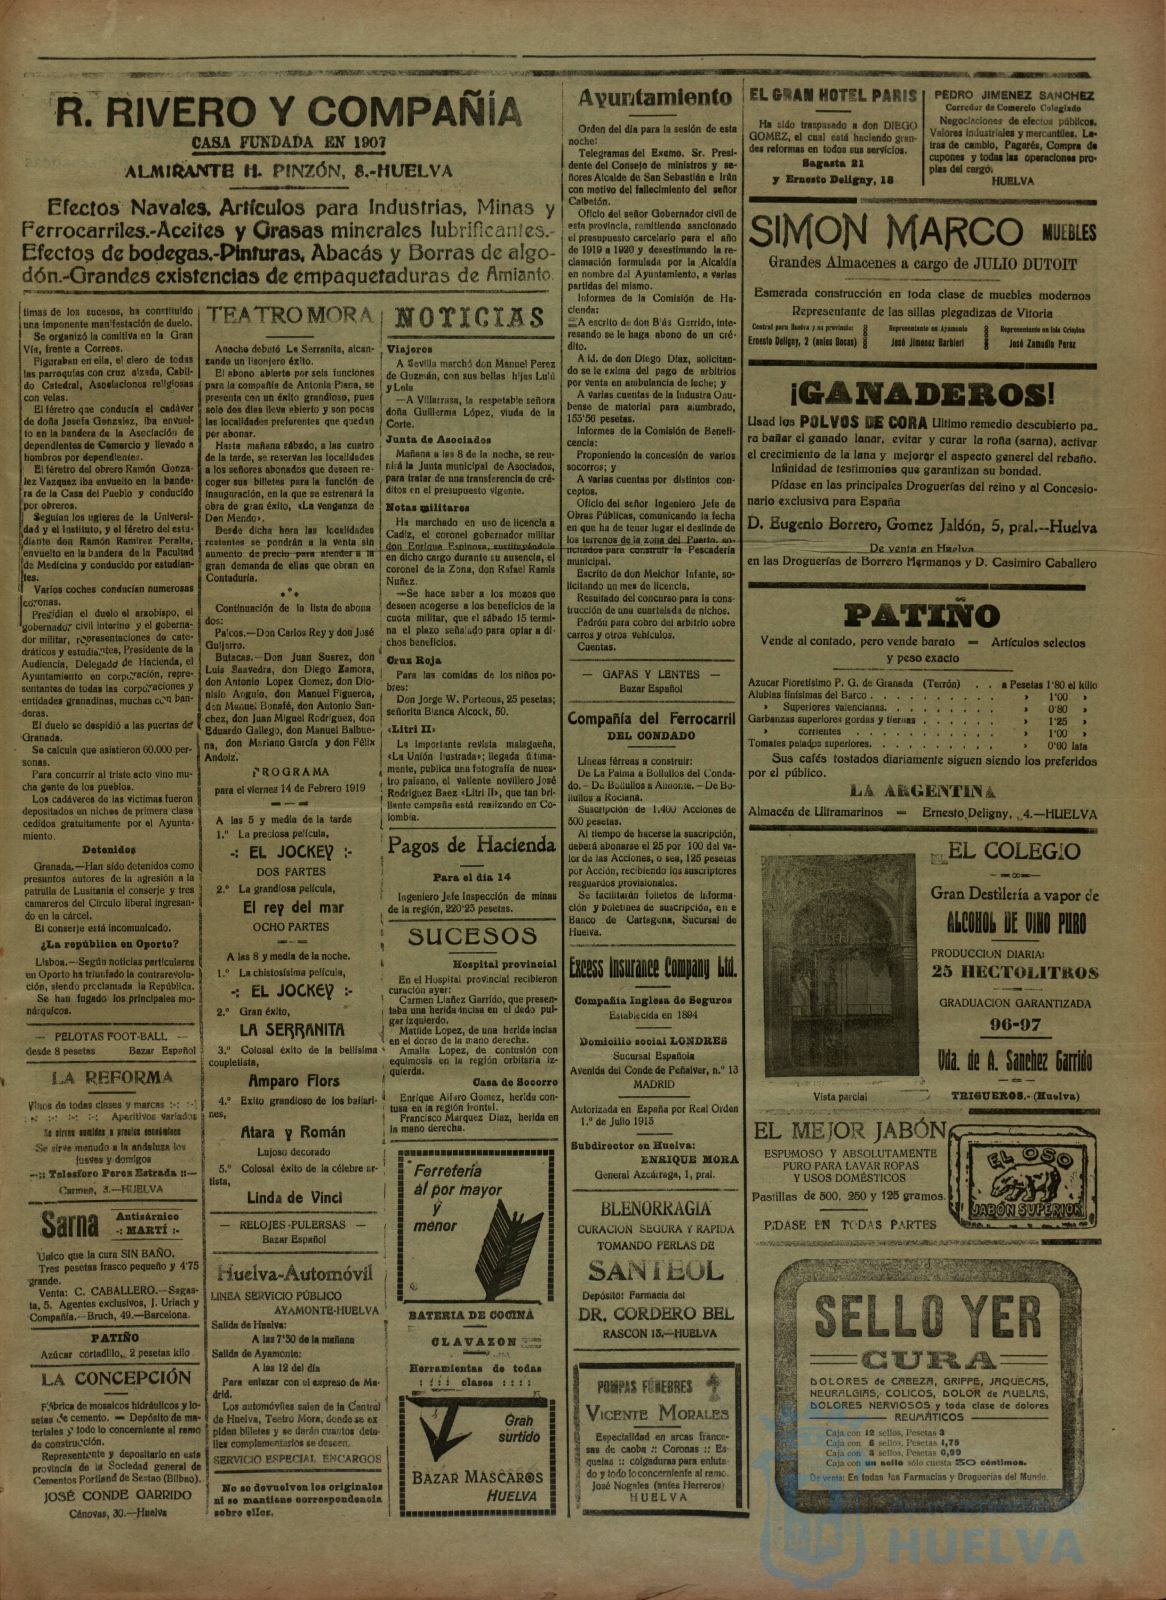 R. RIVERO Y COMPAÑÍA
CASA FUNDADA EN 1907
ALMIRANTE H. PINZÓN, 8.-HUELVA
Efectos Navales, Artículos para Industrias, Minas y
Ferrocarriles.-Aceites y Grasas minerales lubrificantes.-
Efectos de bodegas.-Pinturas, Abacás y Borras de algo-
dón.-Grandes existencias de empaquetaduras de Amianto.
timas de los sucesos, ha constituído
una imponente manifestación de duelo.
Se organizó la comitiva en la Gran
Vía, frente a Correos.
Figuraban en ella, el clero de todas
las parroquias con cruz alzada, Cabil-
do Catedral, Asociaciones religiosas
con velas.
El féretro que conducía el cadáver
de doña Josefa González, iba envuel-
to en la bandera de la Asociación de
dependientes de Comercio y llevado a
hombros por dependientes.
El féretro del obrero Ramón Gonza-
lez Vazquez iba envuelto en la bande-
ra de la Casa del Pueblo y conducido
por obreros.
Seguían los ugieres de la Universi-
dad y el Instituto, y el féretro del estu-
diante don Ramón Ramirez Peralta,
envuelto en la bandera de la Facultad
de Medicina y conducido por estudian-
tes.
Varios coches conducían numerosas
coronas.
Presidían el duelo el arzobispo, el
gobernador civil interino y el goberna-
dor militar, representaciones de cate-
dráticos y estudiantes, Presidente de la
Audiencia, Delegado de Hacienda, el
Ayuntamiento en corporación, repre-
sentantes de todas las corporaciones y
entidades granadinas, muchas con ban-
deras.
El duelo se despidió a las puertas de
Granada.
Se calcula que asistieron 60.000 per-
sonas.
Para concurrir al triste acto vino mu-
cha gente de los pueblos.
Los cadáveres de las víctimas fueron
depositados en nichos de primera clase
cedidos gratuitamente por el Ayunta-
miento.
Detenidos
Granada.—Han sido detenidos como
presuntos autores de la agresión a la
patrulla de Lusitania el conserje y tres
camareros del Círculo liberal ingresan-
do en la cárcel.
El conserje está incomunicado.
¿La república en Oporto?
Lisboa.—Según noticias particulares
en Oporto ha triunfado la contrarevolu-
ción, siendo proclamada la República.
Se han fugado los principales mo-
nárquicos.
— PELOTAS FOOT-BALL —
desde 8 pesetas Bazar Español
LA REFORMA
Vinos de todas clases y marcas :-: :-:
:-: :-: :-: :-: Aperitivos variados
Se sirven comidas a precios económicos
Se sirve menudo a la andaluza los
jueves y domigos
--:: Telesforo Perez Estrada ::--
Carmen, 3.—HUELVA
Sarna Antisárnico
-: MARTÍ :-
Unico que la cura SIN BAÑO.
Tres pesetas frasco pequeño y 4'75
grande.
Venta: C. CABALLERO.—Sagas-
ta, 5. Agentes exclusivos, J. Uriach y
Compañía.—Bruch, 49.—Barcelona.
PATIÑO
Azúcar cortadillo, 2 pesetas kilo
LA CONCEPCIÓN
Fábrica de mosaicos hidráulicos y lo-
setas de cemento. — Depósito de ma-
teriales y todo lo concerniente al ramo
de construcción.
Representante y depositario en esta
provincia de la Sociedad general de
Cementos Portland de Sestao (Bilbao).
JOSÉ CONDE GARRIDO
Cánovas, 30.—Huelva
TEATRO MORA
Anoche debutó La Serranita, alcan-
zando un lisonjero éxito.
El abono abierto por seis funciones
para la compañía de Antonia Plana, se
presenta con un éxito grandioso, pues
solo dos días lleva abierto y son pocas
las localidades preferentes que quedan
por abonar.
Hasta mañana sábado, a las cuatro
de la tarde, se reservan las localidades
a los señores abonados que deseen re-
coger sus billetes para la función de
inauguración, en la que se estrenará la
obra de gran éxito, «La Venganza de
Don Mendo».
Desde dicha hora las localidades
restantes se pondrán a la venta sin
aumento de precio para atender a la
gran demanda de ellas que obran en
Contaduría.
* * *
Continuación de la lista de abona
dos:
Palcos.—Don Carlos Rey y don José
Guijarro.
Butacas.—Don Juan Suarez, don
Luis Saavedra, don Diego Zamora,
don Antonio Lopez Gomez, don Dio-
nisio Angulo, don Manuel Figueroa,
don Manuel Bonafé, don Antonio San-
chez, don Juan Miguel Rodríguez, don
Eduardo Gallego, don Manuel Balbue-
na, don Mariano García y don Félix
Andolz.
PROGRAMA
para el viernes 14 de Febrero 1919
A las 5 y media de la tarde
1.º La preciosa película,
-: EL JOCKEY :-
DOS PARTES
2.º La grandiosa película,
El rey del mar
OCHO PARTES
A las 8 y media de la noche.
1.º La chistosísima película,
-: EL JOCKEY :-
2.º Gran éxito,
LA SERRANITA
3.º Colosal éxito de la bellísima
coupletista,
Amparo Flors
4.º Exito grandioso de los bailari-
nes,
Atara y Román
Lujoso decorado
5.º Colosal éxito de la célebre ar-
tista,
Linda de Vinci
— RELOJES -PULERSAS —
Bazar Español
Huelva-Automóvil
LINEA SERVICIO PÚBLICO
AYAMONTE-HUELVA
Salida de Huelva:
A las 7'30 de la mañana
Salida de Ayamonte:
A las 12 del día
Para enlazar con el expreso de Ma-
drid.
Los automóviles salen de la Central
de Huelva, Teatro Mora, donde se ex
piden billetes y se darán cuantos deta-
lles complementarios se deseen.
SERVICIO ESPECIAL ENCARGOS
No se devuelven los originales
ni se mantiene correspondencia
sobre ellos.
NOTICIAS
Viajeros
A Sevilla marchó don Manuel Perez
de Guzmán, con sus bellas hijas Lulú
y Lola
—A Villarrasa, la respetable señora
doña Guillerma López, viuda de la
Corte.
Junta de Asociados
Mañana a las 8 de la noche, se reu-
nirá la Junta municipal de Asociados,
para tratar de una transferencia de cré-
ditos en el presupuesto vigente.
Notas militares
Ha marchado en uso de licencia a
Cadiz, el coronel gobernador militar
don Enrique Espinosa, sustituyéndole
en dicho cargo durante su ausencia, el
coronel de la Zona, don Rafael Ramis
Nuñez.
—Se hace saber a los mozos que
deseen acogerse a los beneficios de la
cuota militar, que el sábado 15 termina
el plazo señalado para optar a di-
chos beneficios.
Cruz Roja
Para las comidas de los niños po-
bres:
Don Jorge W. Porteous, 25 pesetas;
señorita Blanca Alcock, 50.
«Litri II»
La importante revista malagueña,
«La Unión Ilustrada»; llegada última-
mente, publica una fotografía de nues-
tro paisano, el valiente novillero José
Rodríguez Baez «Litri II», que tan bri-
llante campaña está realizando en Co-
lombia.
Pagos de Hacienda
Para el día 14
Ingeniero Jefe Inspección de minas
de la región, 220'23 pesetas.
SUCESOS
Hospital provincial
En el Hospital provincial recibieron
curación ayer:
Carmen Liañez Garrido, que presen-
taba una herida incisa en el dedo pul-
gar izquierdo.
Matilde Lopez, de una herida incisa
en el dorso de la mano derecha.
Amalia Lopez, de contusión con
equimosis en la región orbitaria iz-
quierda.
Casa de Socorro
Enrique Alfaro Gomez, herida con-
tusa en la región frontal.
Francisco Marquez Diaz, herida en
la mano derecha.
Ferretería
al por mayor
y
menor
BATERIA DE COCINA
CLAVAZON
Herramientas de todas
: : : : clases : : : :
Gran
surtido
BAZAR MASCAROS
HUELVA
Ayuntamiento
Orden del día para la sesión de esta
noche:
Telegramas del Excmo. Sr. Presi-
dente del Consejo de ministros y se-
ñores Alcalde de San Sebastián e Irún
con motivo del fallecimiento del señor
Calbetón.
Oficio del señor Gobernador civil de
esta provincia, remitiendo sancionado
el presupuesto carcelario para el año
de 1919 a 1920 y desestimando la re-
clamación formulada por la Alcaldía
en nombre del Ayuntamiento, a varias
partidas del mismo.
Informes de la Comisión de Ha-
cienda:
A escrito de don Blás Garrido, inte-
resando se le haga abono de un cré-
dito.
A id. de don Diego Diaz, solicitan-
do se le exima del pago de arbitrios
por venta en ambulancia de leche; y
A varias cuentas de la Industra Onu-
bense de material para alumbrado,
153'56 pesetas.
Informes de la Comisión de Benefi-
cencia:
Proponiendo la concesión de varios
socorros; y
A varias cuentas por distintos con-
ceptos.
Oficio del señor Ingeniero Jefe de
Obras Públicas, comunicando la fecha
en que ha de tener lugar el deslinde de
los terrenos de la zona del Puerto, so-
licitados para construir la Pescadería
municipal.
Escrito de don Melchor Infante, so-
licitando un mes de licencia.
Resultado del concurso para la cons-
trucción de una cuartelada de nichos.
Padrón para cobro del arbitrio sobre
carros y otros vehículos.
Cuentas.
— GAFAS Y LENTES —
Bazar Español
Compañía del Ferrocarril
DEL CONDADO
Líneas férreas a construir:
De La Palma a Bollullos del Conda-
do.— De Bollullos a Almonte. — De Bo-
llullos a Rociana.
Suscripción de 1.400 Acciones de
500 pesetas.
Al tiempo de hacerse la suscripción,
deberá abonarse el 25 por 100 del va-
lor de las Acciones, o sea, 125 pesetas
por Acción, recibiendo los suscriptores
resguardos provisionales.
Se facilitarán folletos de informa-
ción y boletines de suscripción, en e
Banco de Cartagena, Sucursal de
Huelva.
Excess Insurance Company Ltd.
Compañía Inglesa de Seguros
Establecida en 1894
Domicilio social LONDRES
Sucursal Española
Avenida del Conde de Peñalver, n.º 13
MADRID
Autorizada en España por Real Orden
1.º de Julio 1915
Subdirector en Huelva:
ENRIQUE MORA
General Azcárraga, 1, pral.
BLENORRAGIA
CURACION SEGURA Y RAPIDA
TOMANDO PERLAS DE
SANTEOL
Depósito: Farmacia del
DR. CORDERO BEL
RASCON 15.—HUELVA
POMPAS FÚNEBRES
VICENTE MORALES
Especialidad en arcas france-
sas de caoba :: Coronas :: Es-
quelas :: colgaduras para enluta-
do y todo lo concerniente al ramo.
José Nogales (antes Herreros)
HUELVA
EL GRAN HOTEL PARIS
Ha sido traspasado a don DIEGO
GOMEZ, el cual está haciendo gran-
des reformas en todos sus servicios.
Sagasta 21
y Ernesto Deligny, 18
PEDRO JIMENEZ SANCHEZ
Corredor de Comercio Colegiado
Negociaciones de efectos públicos,
Valores industriales y mercantiles. Le-
tras de cambio, Pagarés, Compra de
cupones y todas las operaciones pro-
pias del cargo.
HUELVA
SIMON MARCO MUEBLES
Grandes Almacenes a cargo de JULIO DUTOIT
Esmerada construcción en toda clase de muebles modernos
Representante de las sillas plegadizas de Vitoria
Central para Huelva y su provincia:
Ernesto Deligny, 2 (antes Bocas)
Representante en Ayamonte
José Jimenez Barbieri
Representante en Isla Cristina
José Zamudio Perez
¡GANADEROS!
Usad los POLVOS DE CORA Ultimo remedio descubierto pa-
ra bañar el ganado lanar, evitar y curar la roña (sarna), activar
el crecimiento de la lana y mejorar el aspecto general del rebaño.
Infinidad de testimonios que garantizan su bondad.
Pídase en las principales Droguerías del reino y al Concesio-
nario exclusivo para España
D. Eugenio Borrero, Gomez Jaldón, 5, pral.--Huelva
De venta en Huelva
en las Droguerías de Borrero Hermanos y D. Casimiro Caballero
PATIÑO
Vende al contado, pero vende barato = Artículos selectos
y peso exacto
Azucar Floretísimo P. G. de Granada (Terrón) . . a Pesetas 1'80 el kilo
Alubias finísimas del Barco . . . . . . . . » 1'00 »
» Superiores Valencianas. . . . . . . . » 0'80 »
Garbanzos superiores gordas y tiernas . . . . . . » 1'25 »
» corrientes . . . . . . . . » 1'00 »
Tomates pelados superiores. . . . . . . . . » 0'60 lata
Sus cafés tostados diariamente siguen siendo los preferidos
por el público.
LA ARGENTINA
Almacén de Ultramarinos = Ernesto Deligny, 4.—HUELVA
Vista parcial
EL COLEGIO
Gran Destilería a vapor de
ALCOHOL DE VINO PURO
PRODUCCION DIARIA:
25 HECTOLITROS
GRADUACION GARANTIZADA
96-97
Vda. de A. Sanchez Garrido
TRIGUEROS.- (Huelva)
EL MEJOR JABÓN
ESPUMOSO Y ABSOLUTAMENTE
PURO PARA LAVAR ROPAS
Y USOS DOMÉSTICOS
Pastillas de 500, 250 y 125 gramos.
PIDASE EN TODAS PARTES
EL OSO
JABÓN SUPERIOR
SELLO YER
CURA
DOLORES DE CABEZA, GRIPPE, JAQUECAS,
NEURALGIAS, COLICOS, DOLOR DE MUELAS,
DOLORES NERVIOSOS y toda clase de dolores
REUMÁTICOS
Caja con 12 sellos, Pesetas 3
Caja con 6 sellos, Pesetas 1,75
Caja con 3 sellos, Pesetas 0,90
Caja con un sello sólo cuesta 30 céntimos.
De venta: En todas las Farmacias y Droguerías del Mundo.
HUELVA